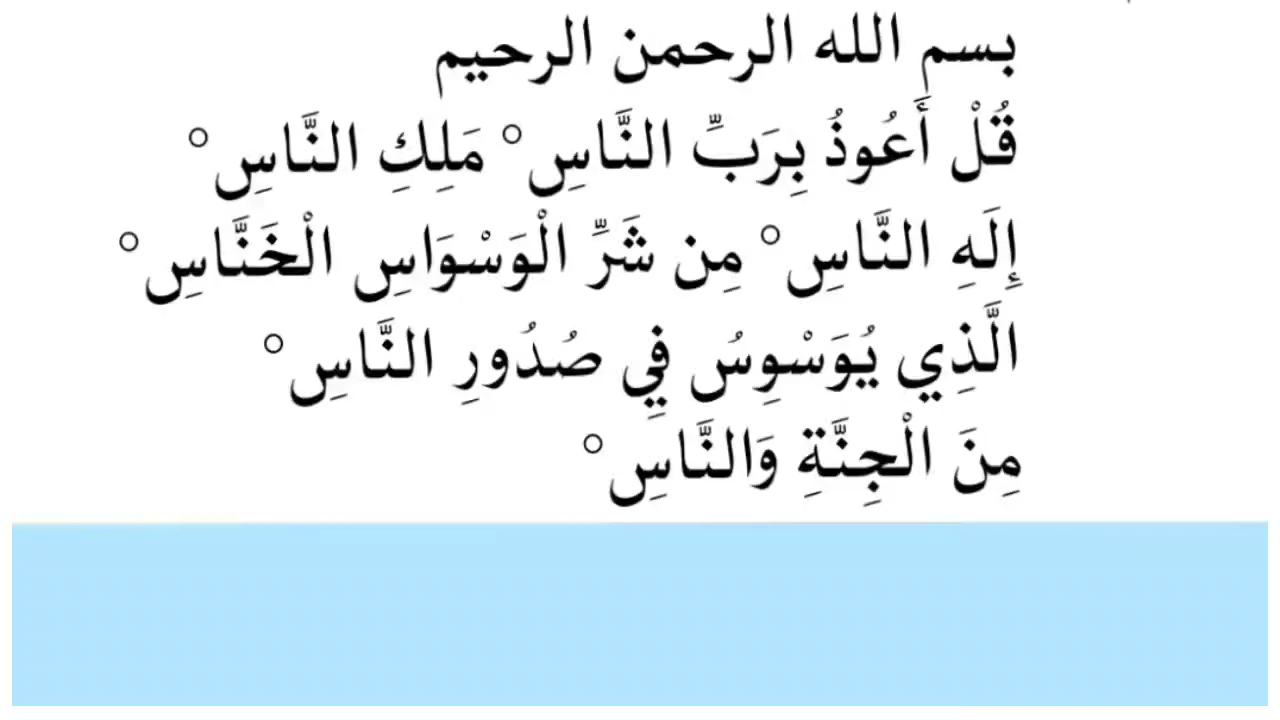 بسم الله الرحمن الرحيم
قُلْ أَعُوذُ بِرَبِّ النَّاسِ ° مَلِكِ النَّاسِ °
إِلَهِ النَّاسِ ° مِن شَرِّ الْوَسْوَاسِ الْخَنَّاسِ °
الَّذِي يُوَسْوِسُ فِي صُدُورِ النَّاسِ °
مِنَ الْجِنَّةِ وَالنَّاسِ °